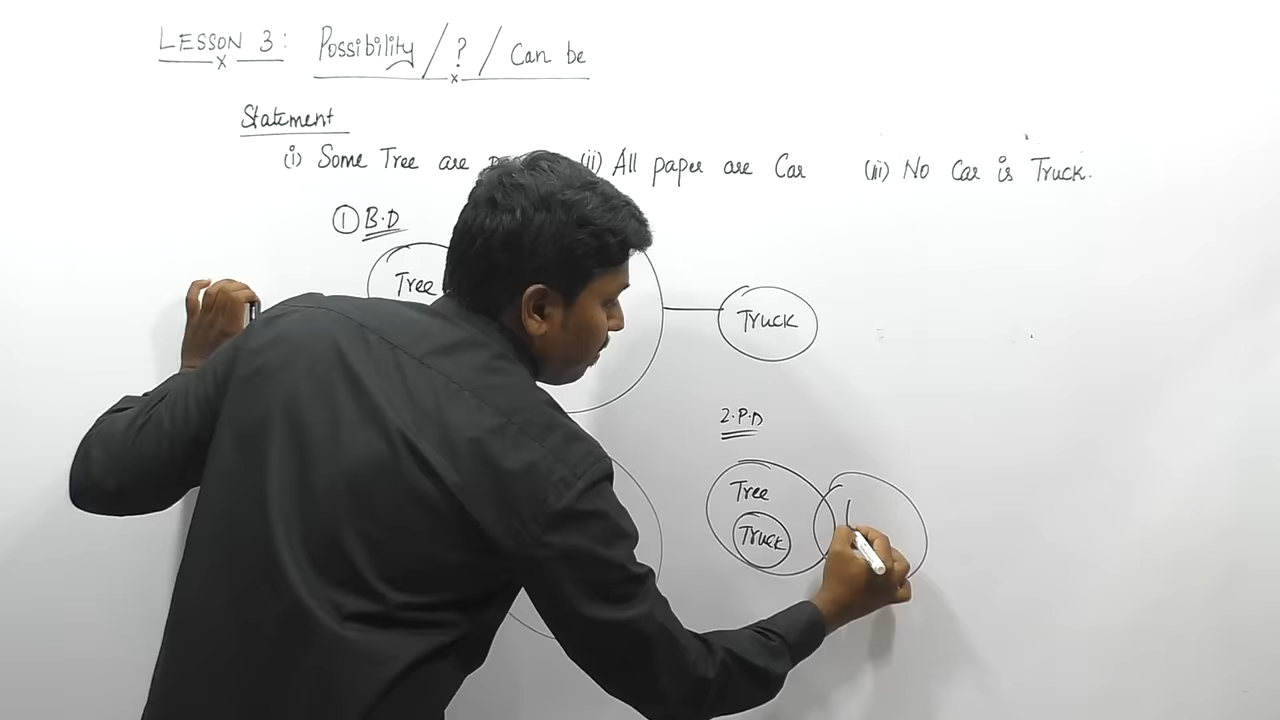 LESSON 3: Possibility / ? / Can be
Statement
(i) Some Tree are (ii) All paper are Car (iii) No Car is Truck.
① B.D
Tree
Truck
2.P.D
Tree
Truck